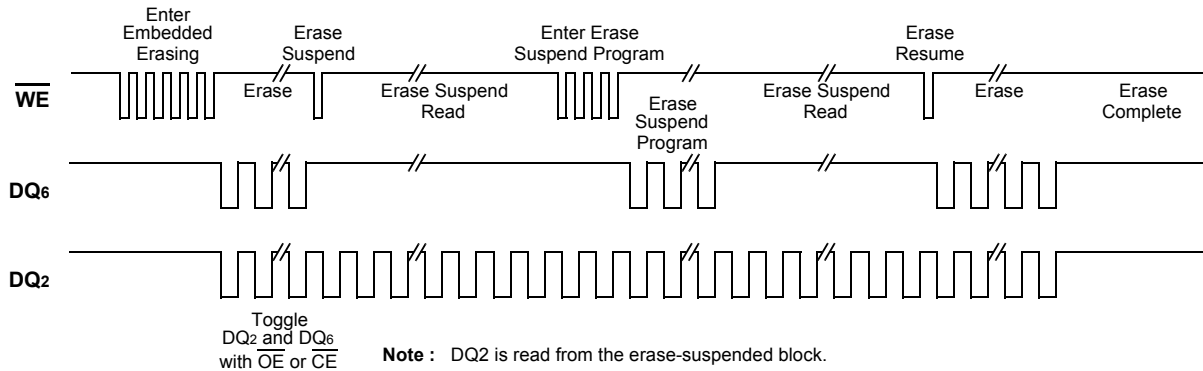 Enter
Embedded
Erasing
Erase
Suspend
Enter Erase
Suspend Program
Erase
Resume
WE
Erase
Erase Suspend
Read
Erase
Suspend
Program
Erase Suspend
Read
Erase
Erase
Complete
DQ6
DQ2
Toggle
DQ2 and DQ6
with OE or CE
Note : DQ2 is read from the erase-suspended block.